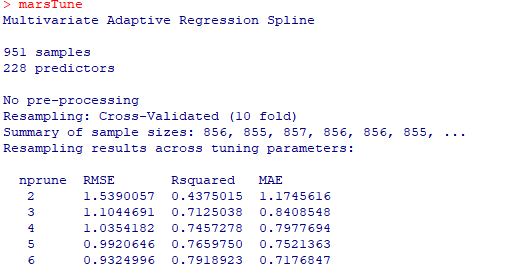 > marsTune
Multivariate Adaptive Regression Spline
951 samples
228 predictors
No pre-processing
Resampling: Cross-Validated (10 fold)
Summary of sample sizes: 856, 855, 857, 856, 856, 855, ...
Resampling results across tuning parameters:
nprune RMSE Rsquared MAE
2 1.5390057 0.4375015 1.1745616
3 1.1044691 0.7125038 0.8408548
4 1.0354182 0.7457278 0.7977694
5 0.9920646 0.7659750 0.7521363
6 0.9324996 0.7918923 0.7176847